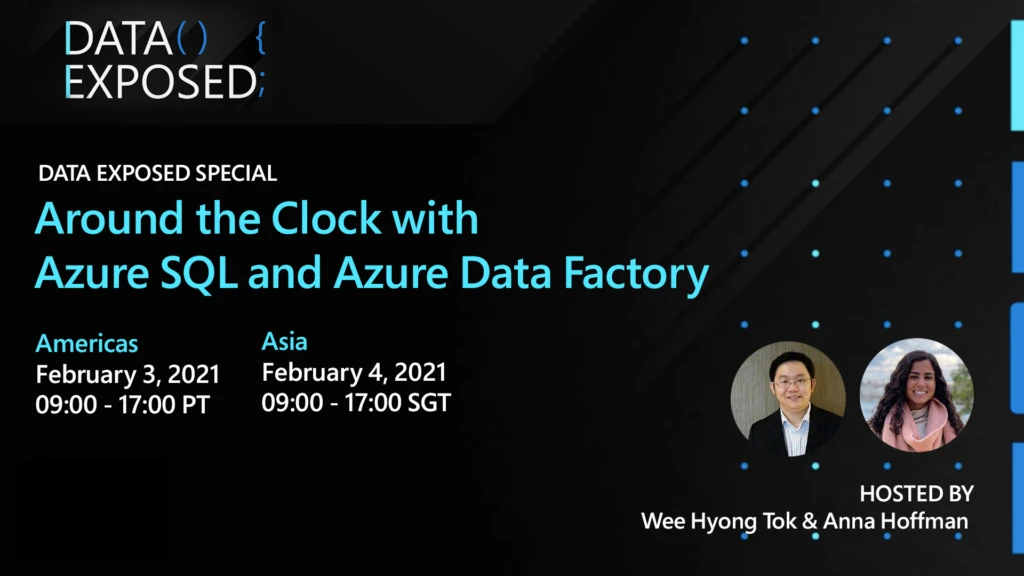 DATA() {
EXPOSED;
DATA EXPOSED SPECIAL
Around the Clock with
Azure SQL and Azure Data Factory
Americas
February 3, 2021
09:00 - 17:00 PT
Asia
February 4, 2021
09:00 - 17:00 SGT
HOSTED BY
Wee Hyong Tok & Anna Hoffman